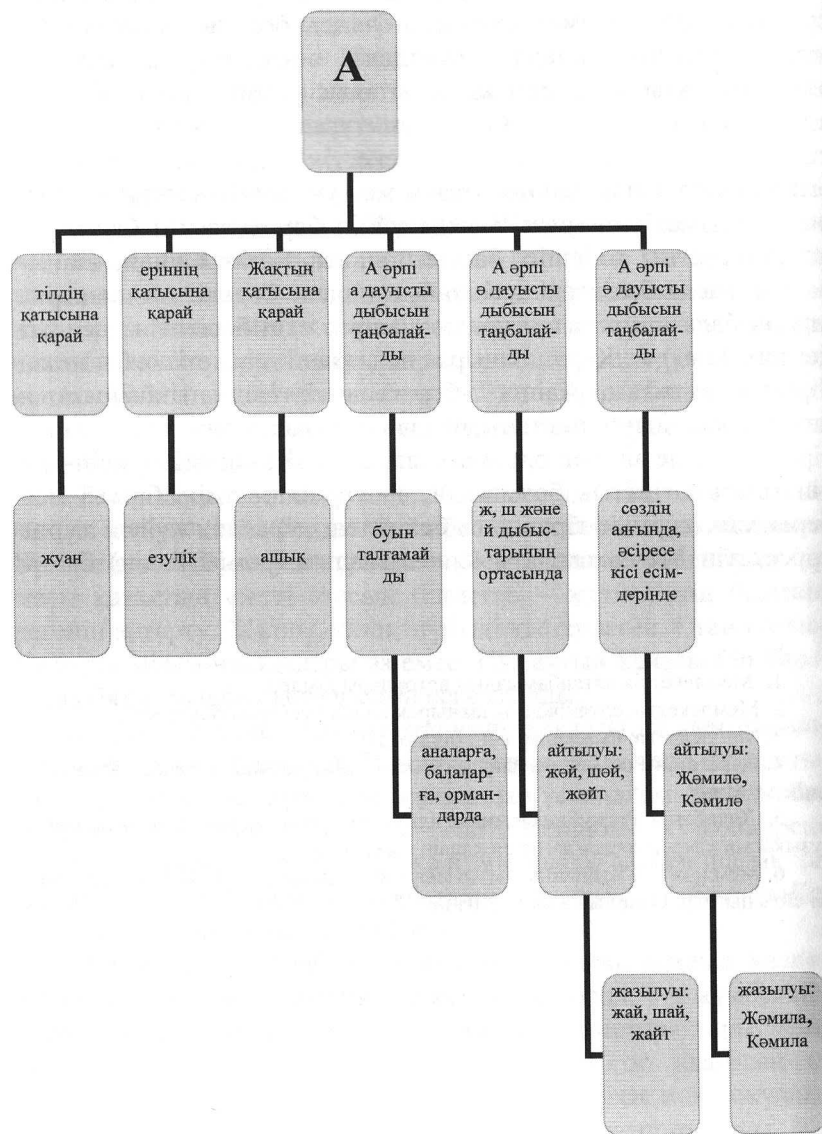 А
тілдің
қатысына
қарай
еріннің
қатысына
қарай
Жақтың
қатысына
қарай
А әрпі
а дауысты
дыбысын
таңбалай-
ды
А әрпі
ә дауысты
дыбысын
таңбалай-
ды
А әрпі
ә дауысты
дыбысын
таңбалай-
ды
жуан
езулік
ашық
буын
талғамай
ды
ж, ш және
й дыбыс-
тарының
ортасында
сөздің
аяғында,
әсіресе
кісі есім-
дерінде
аналарға,
балалар-
ға, орман-
дарда
айтылуы:
жәй, шәй,
жәйт
айтылуы:
Жәмилә,
Кәмилә
жазылуы:
жай, шай,
жайт
жазылуы:
Жәмила,
Кәмила